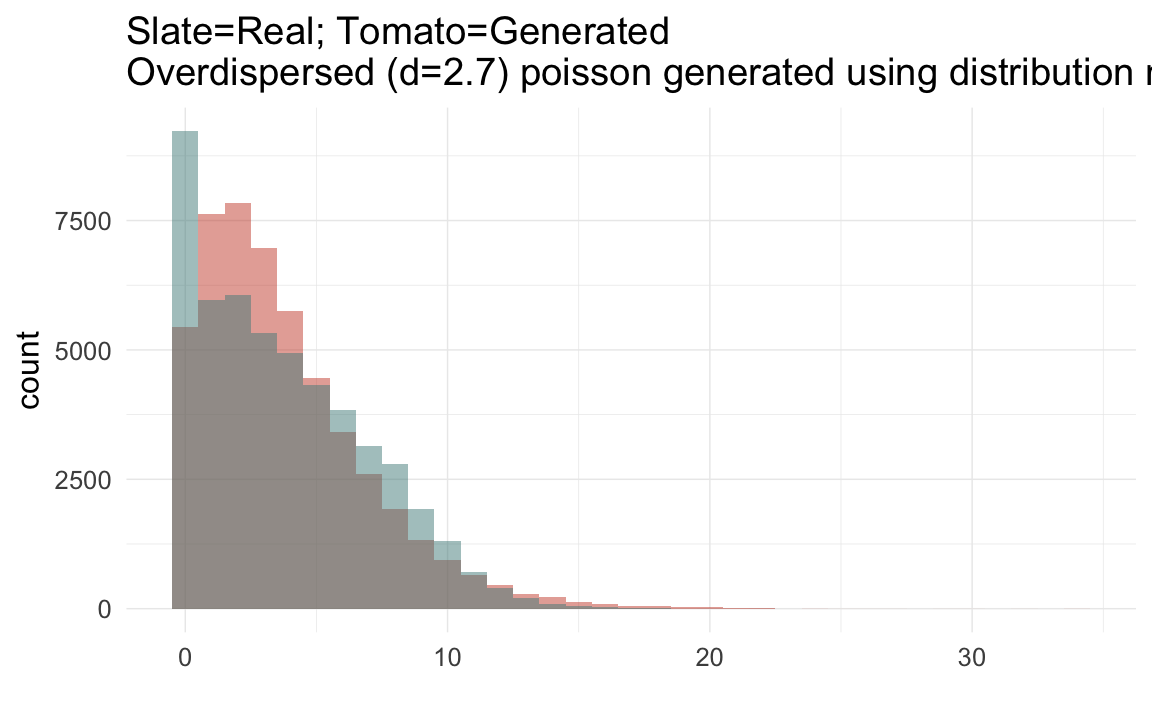 Slate=Real; Tomato=Generated
Overdispersed (d=2.7) poisson generated using distribution
count
7500
5000
2500
0
0
10
20
30